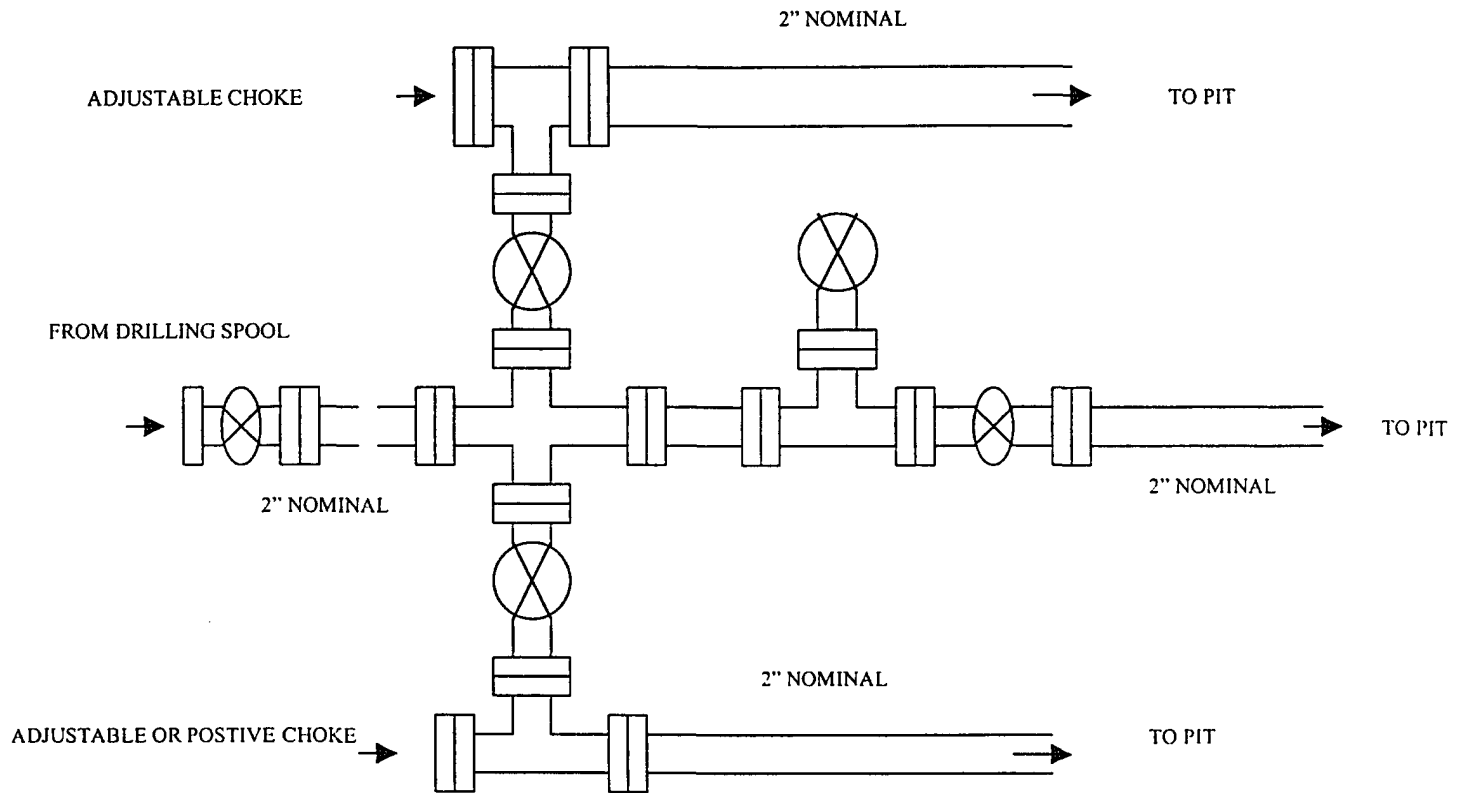 2” NOMINAL
ADJUSTABLE CHOKE
TO PIT
FROM DRILLING SPOOL
TO PIT
2” NOMINAL
2” NOMINAL
2” NOMINAL
ADJUSTABLE OR POSTIVE CHOKE
TO PIT